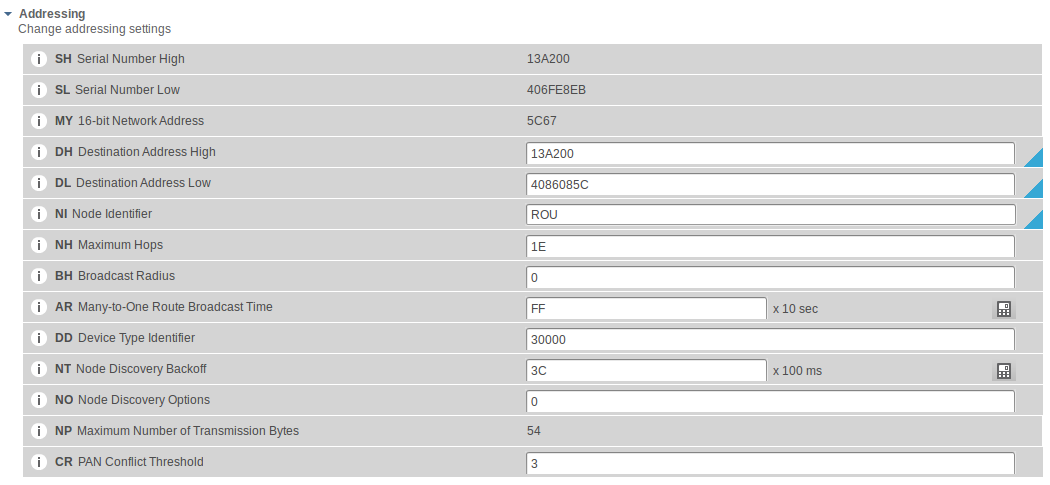 Addressing
Change addressing settings
i SH Serial Number High 13A200
i SL Serial Number Low 406FE8EB
i MY 16-bit Network Address 5C67
i DH Destination Address High 13A200
i DL Destination Address Low 4086085C
i NI Node Identifier ROU
i NH Maximum Hops 1E
i BH Broadcast Radius 0
i AR Many-to-One Route Broadcast Time FF x 10 sec
i DD Device Type Identifier 30000
i NT Node Discovery Backoff 3C x 100 ms
i NO Node Discovery Options 0
i NP Maximum Number of Transmission Bytes 54
i CR PAN Conflict Threshold 3